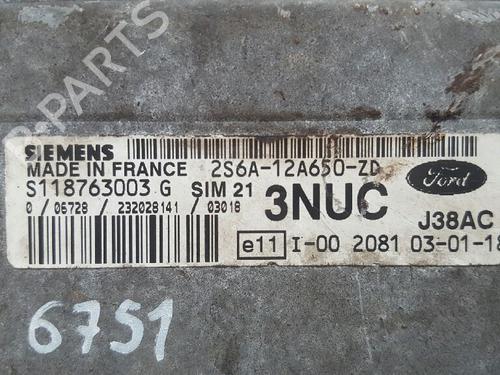 B-PARTS
SIEMENS
MADE IN FRANCE 2S6A-12A650-ZD
S118763003 G SIM 21 3NUC Ford
0 / 06728 / 232028141 / 03018 J38AC
e11 I-00 2081 03-01-18
6751